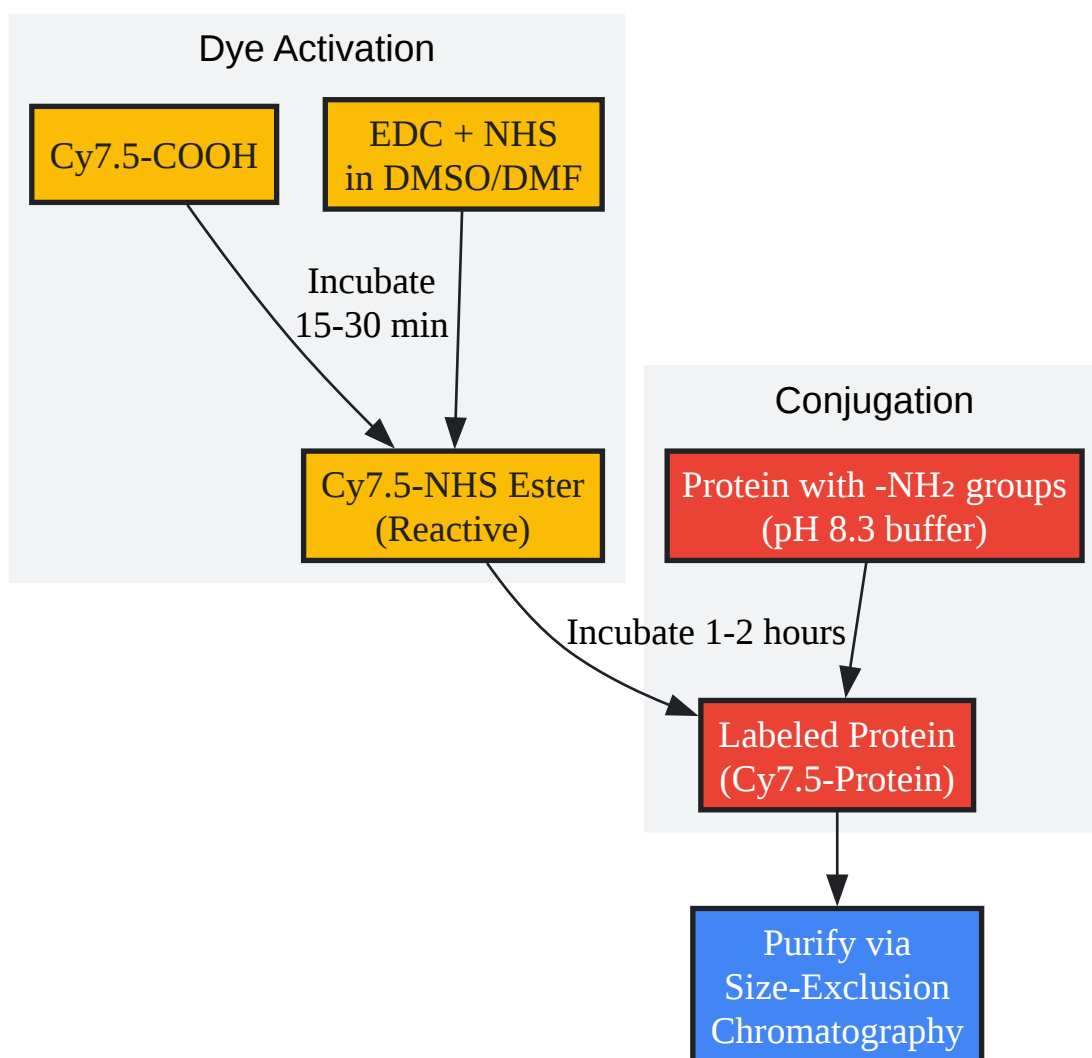 Dye Activation
Cy7.5-COOH
EDC + NHS
in DMSO/DMF
Incubate
15-30 min
Cy7.5-NHS Ester
(Reactive)
Conjugation
Protein with -NH₂ groups
(pH 8.3 buffer)
Incubate 1-2 hours
Labeled Protein
(Cy7.5-Protein)
Purify via
Size-Exclusion
Chromatography